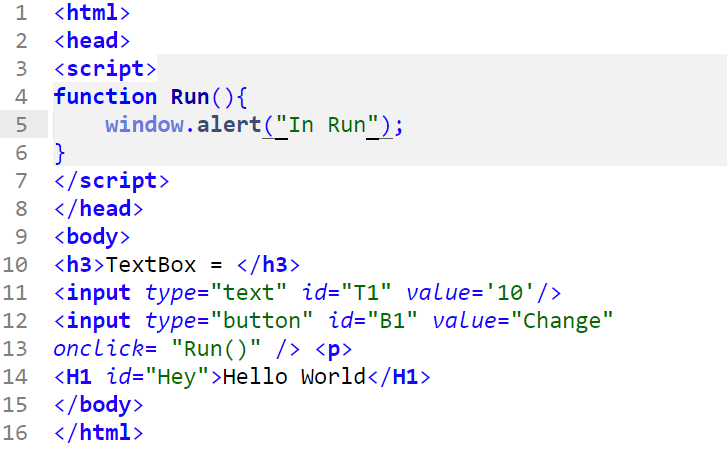 1 <html>
2 <head>
3 <script>
4 function Run(){
5     window.alert("In Run");
6 }
7 </script>
8 </head>
9 <body>
10 <h3>TextBox = </h3>
11 <input type="text" id="T1" value='10'/>
12 <input type="button" id="B1" value="Change"
13 onclick= "Run()" /> <p>
14 <H1 id="Hey">Hello World</H1>
15 </body>
16 </html>